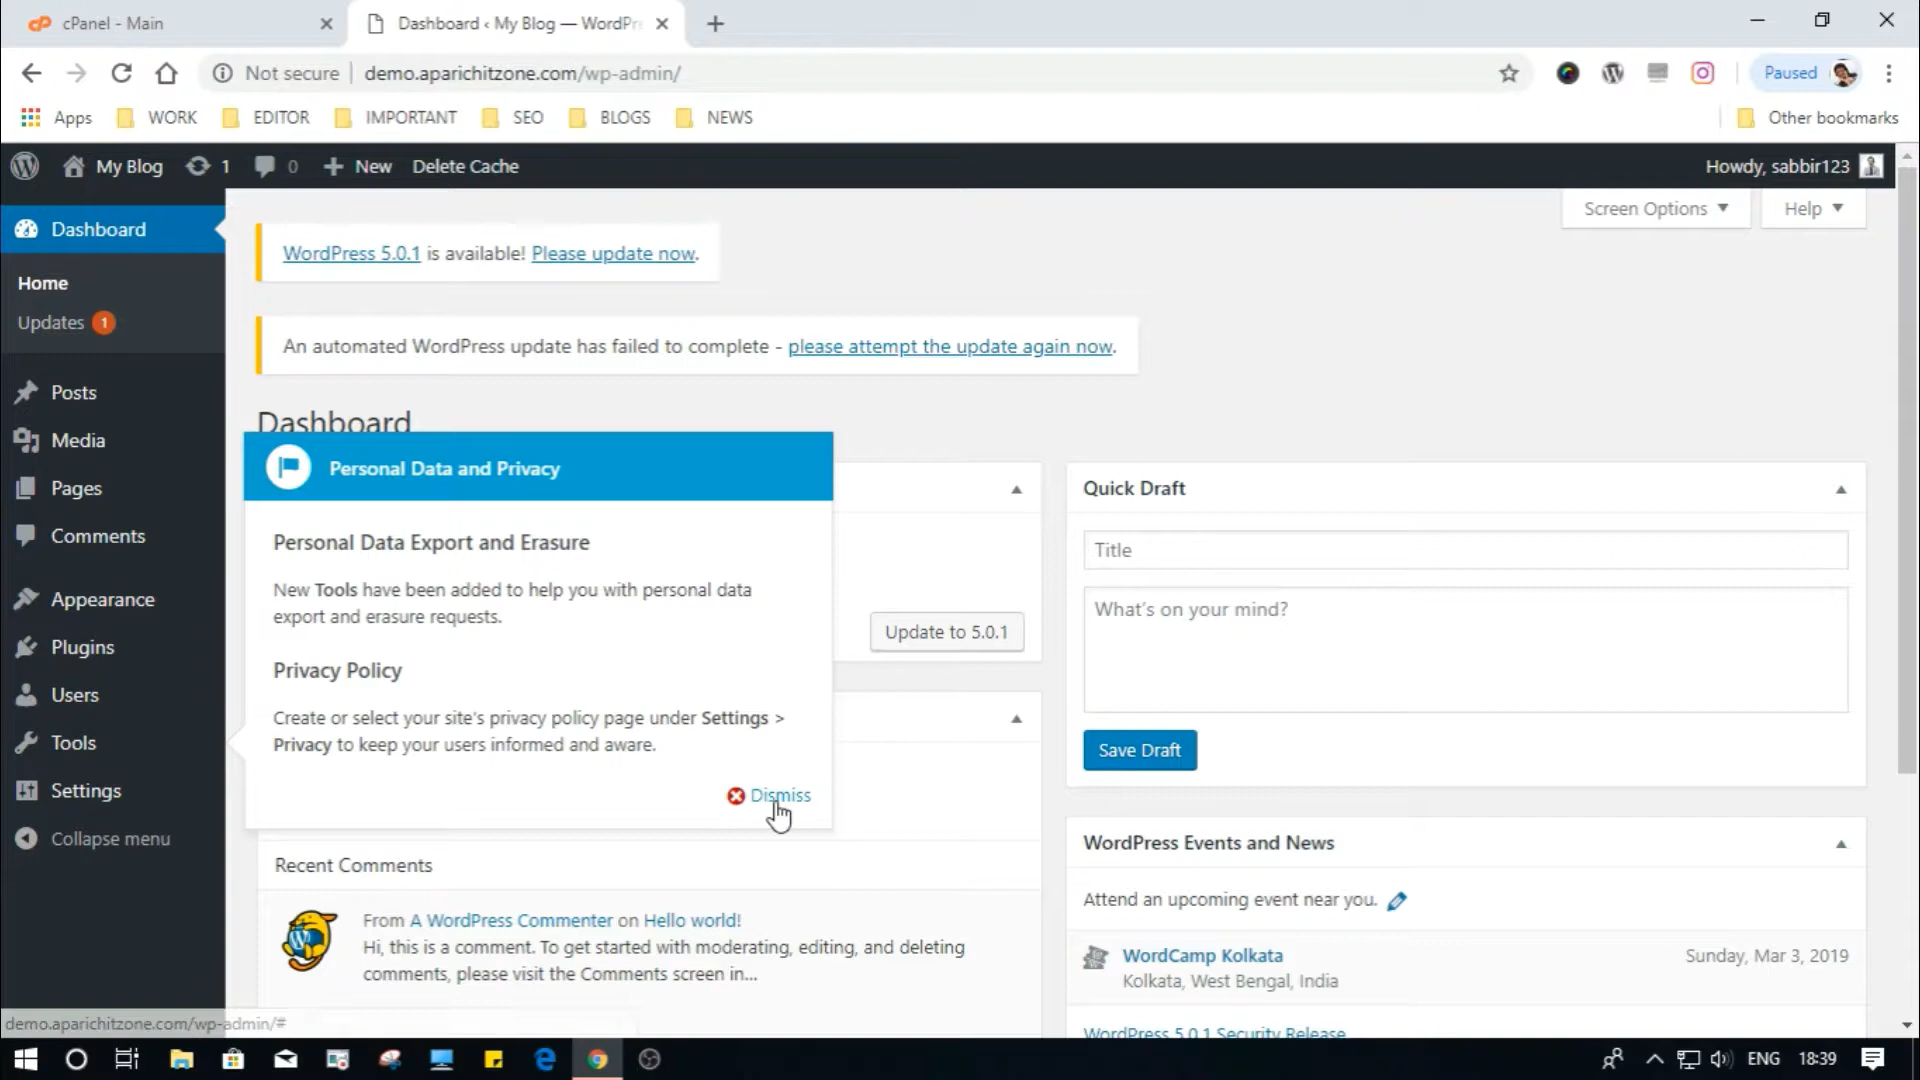 cPanel - Main
Dashboard ‹ My Blog — WordPr
Not secure
demo.aparichitzone.com/wp-admin/
Paused
Apps
WORK
EDITOR
IMPORTANT
SEO
BLOGS
NEWS
Other bookmarks
My Blog
1
0
New
Delete Cache
Howdy, sabbir123
Screen Options
Help
Dashboard
Home
Updates 1
Posts
Media
Pages
Comments
Appearance
Plugins
Users
Tools
Settings
Collapse menu
WordPress 5.0.1 is available! Please update now.
An automated WordPress update has failed to complete - please attempt the update again now.
Dashboard
Personal Data and Privacy
Personal Data Export and Erasure
New Tools have been added to help you with personal data
export and erasure requests.
Privacy Policy
Create or select your site's privacy policy page under Settings >
Privacy to keep your users informed and aware.
Dismiss
Update to 5.0.1
Recent Comments
From A WordPress Commenter on Hello world!
Hi, this is a comment. To get started with moderating, editing, and deleting
comments, please visit the Comments screen in...
Quick Draft
Title
What's on your mind?
Save Draft
WordPress Events and News
Attend an upcoming event near you.
WordCamp Kolkata
Sunday, Mar 3, 2019
Kolkata, West Bengal, India
WordPress 5.0.1 Security Release
demo.aparichitzone.com/wp-admin/#
ENG
18:39